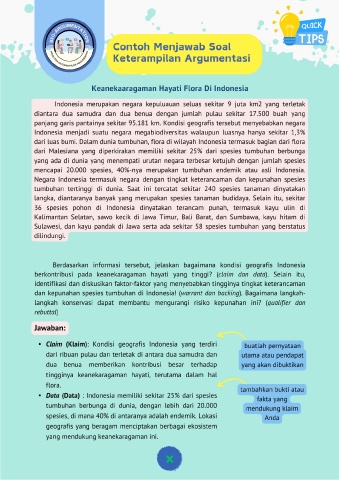 QUICK
TIPS
Contoh Menjawab Soal
Keterampilan Argumentasi
Keanekaaragaman Hayati Flora Di Indonesia
Indonesia merupakan negara kepuluauan seluas sekitar 9 juta km2 yang terletak
diantara dua samudra dan dua benua dengan jumlah pulau sekitar 17.500 buah yang
panjang garis pantainya sekitar 95.181 km. Kondisi geografis tersebut menyebabkan negara
Indonesia menjadi suatu negara megabiodiversitas walaupun luasnya hanya sekitar 1,3%
dari luas bumi. Dalam dunia tumbuhan, flora di wilayah Indonesia termasuk bagian dari flora
dari Malesiana yang diperkirakan memiliki sekitar 25% dari spesies tumbuhan berbunga
yang ada di dunia yang menempati urutan negara terbesar ketujuh dengan jumlah spesies
mencapai 20.000 spesies, 40%-nya merupakan tumbuhan endemik atau asli Indonesia.
Negara Indonesia termasuk negara dengan tingkat keterancaman dan kepunahan spesies
tumbuhan tertinggi di dunia. Saat ini tercatat sekitar 240 spesies tanaman dinyatakan
langka, diantaranya banyak yang merupakan spesies tanaman budidaya. Selain itu, sekitar
36 spesies pohon di Indonesia dinyatakan terancam punah, termasuk kayu ulin di
Kalimantan Selatan, sawo kecik di Jawa Timur, Bali Barat, dan Sumbawa, kayu hitam di
Sulawesi, dan kayu pandak di Jawa serta ada sekitar 58 spesies tumbuhan yang berstatus
dilindungi.
Berdasarkan informasi tersebut, jelaskan bagaimana kondisi geografis Indonesia
berkontribusi pada keanekaragaman hayati yang tinggi? (claim dan data). Selain itu,
identifikasi dan diskusikan faktor-faktor yang menyebabkan tingginya tingkat keterancaman
dan kepunahan spesies tumbuhan di Indonesia! (warrant dan backing). Bagaimana langkah-
langkah konservasi dapat membantu mengurangi risiko kepunahan ini? (qualifier dan
rebuttal)
Jawaban:
• Claim (Klaim): Kondisi geografis Indonesia yang terdiri
dari ribuan pulau dan terletak di antara dua samudra dan
dua benua memberikan kontribusi besar terhadap
tingginya keanekaragaman hayati, terutama dalam hal
flora.
• Data (Data) : Indonesia memiliki sekitar 25% dari spesies
tumbuhan berbunga di dunia, dengan lebih dari 20.000
spesies, di mana 40% di antaranya adalah endemik. Lokasi
geografis yang beragam menciptakan berbagai ekosistem
yang mendukung keanekaragaman ini.
buatlah pernyataan
utama atau pendapat
yang akan dibuktikan
tambahkan bukti atau
fakta yang
mendukung klaim
Anda
X